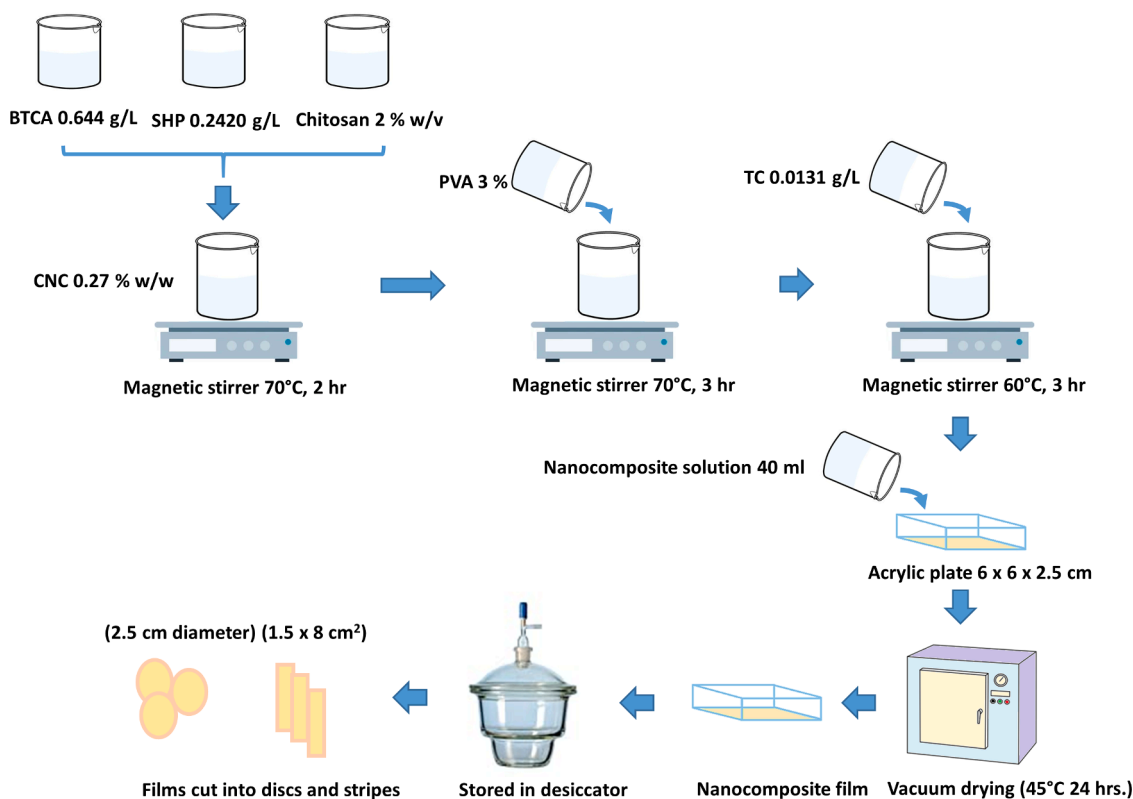 BTCA 0.644 g/L
SHP 0.2420 g/L
Chitosan 2 % w/v
CNC 0.27 % w/w
Magnetic stirrer 70°C, 2 hr
PVA 3 %
Magnetic stirrer 70°C, 3 hr
TC 0.0131 g/L
Magnetic stirrer 60°C, 3 hr
Nanocomposite solution 40 ml
Acrylic plate 6 x 6 x 2.5 cm
Vacuum drying (45°C 24 hrs.)
Nanocomposite film
Stored in desiccator
(2.5 cm diameter) (1.5 x 8 cm²)
Films cut into discs and stripes